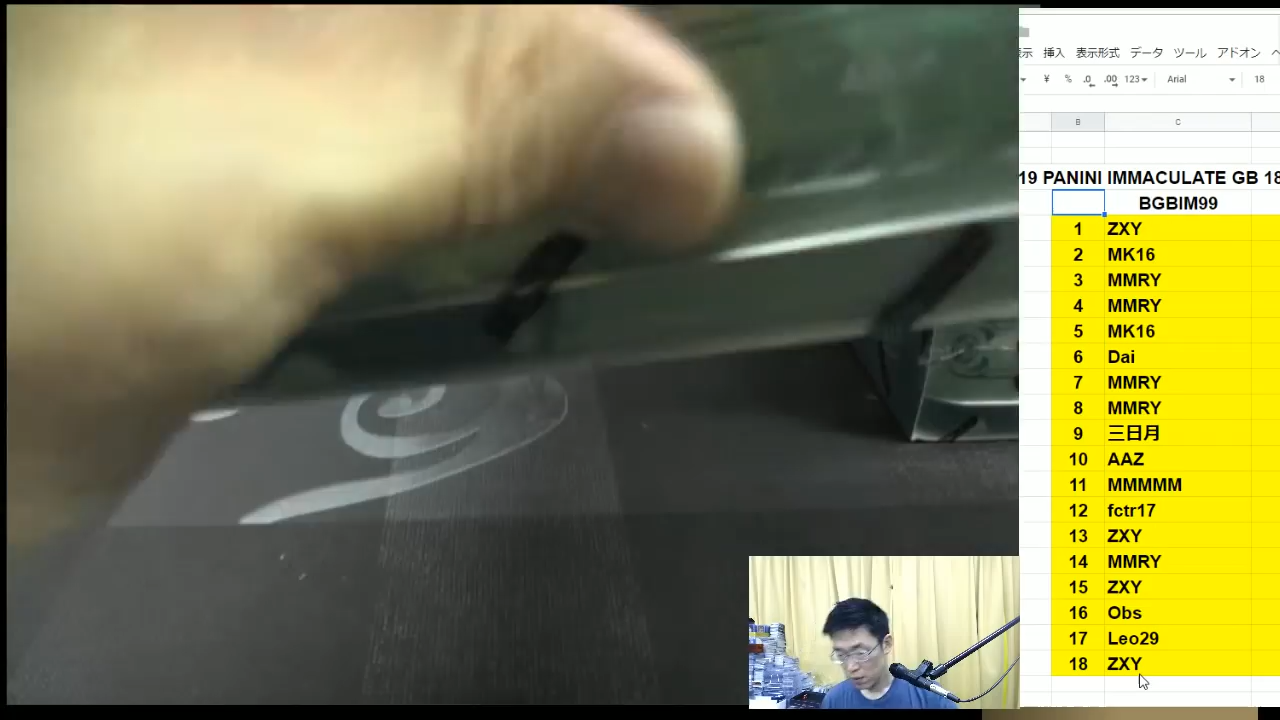 示 挿入 表示形式 データ ツール アドオン ヘ
¥ % .0 .00 123 Arial 18
B C
19 PANINI IMMACULATE GB 18
BGBIM99
1 ZXY
2 MK16
3 MMRY
4 MMRY
5 MK16
6 Dai
7 MMRY
8 MMRY
9 三日月
10 AAZ
11 MMMMM
12 fctr17
13 ZXY
14 MMRY
15 ZXY
16 Obs
17 Leo29
18 ZXY